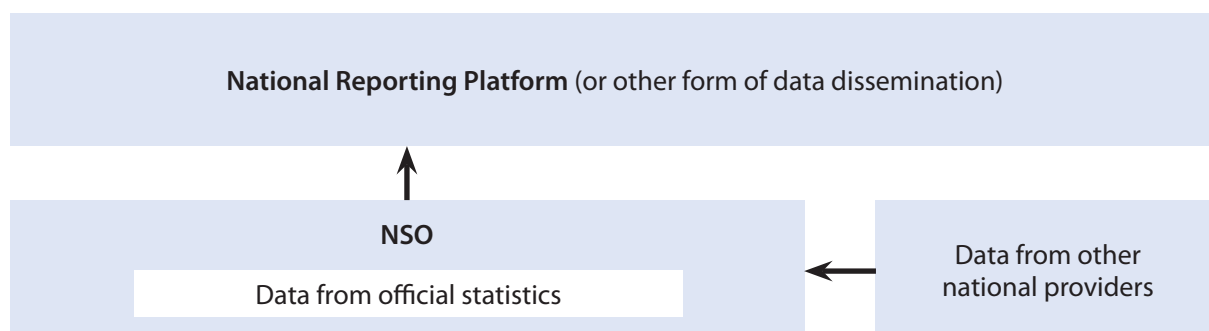 National Reporting Platform (or other form of data dissemination)
NSO
Data from official statistics
Data from other
national providers